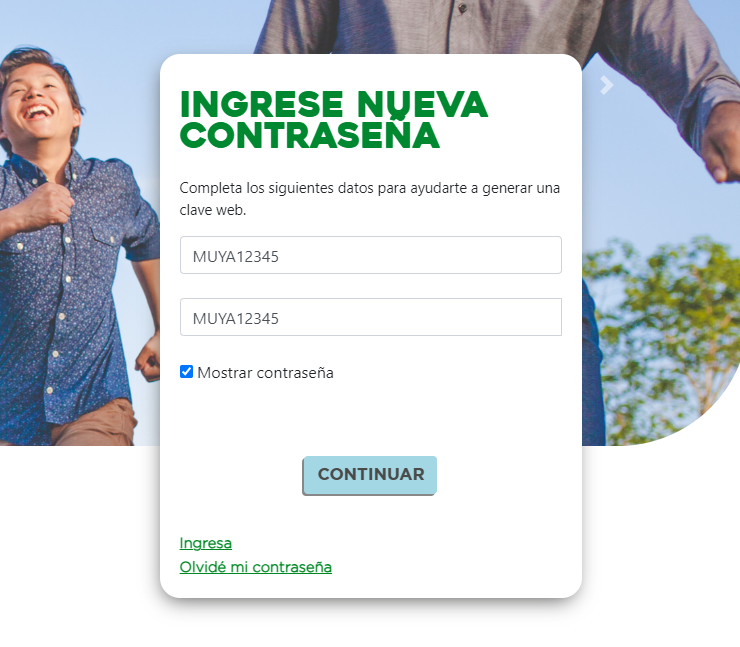 INGRESE NUEVA
CONTRASEÑA
Completa los siguientes datos para ayudarte a generar una
clave web.
MUYA12345
MUYA12345
Mostrar contraseña
CONTINUAR
Ingresa
Olvidé mi contraseña